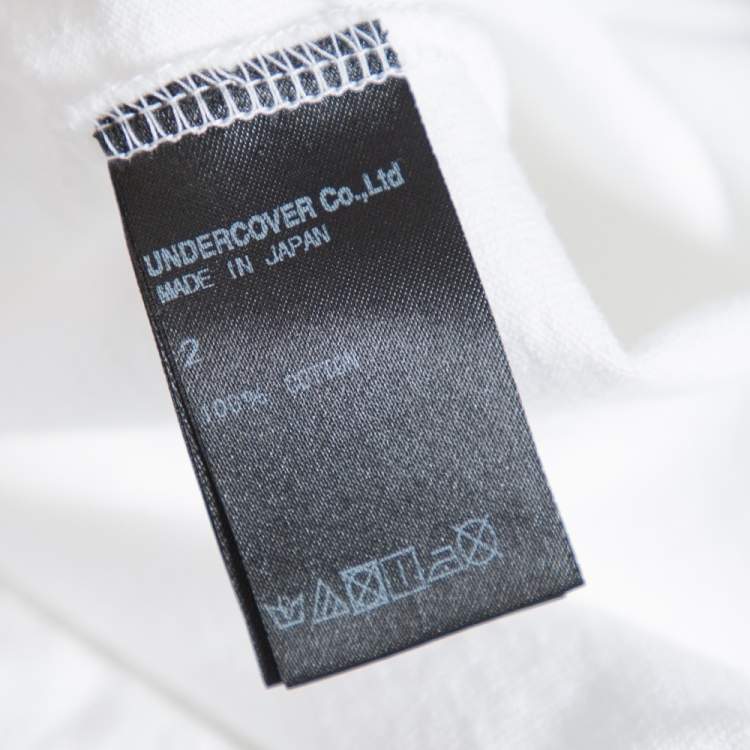 UNDERCOVER Co.,Ltd
MADE IN JAPAN
2
100% COTTON